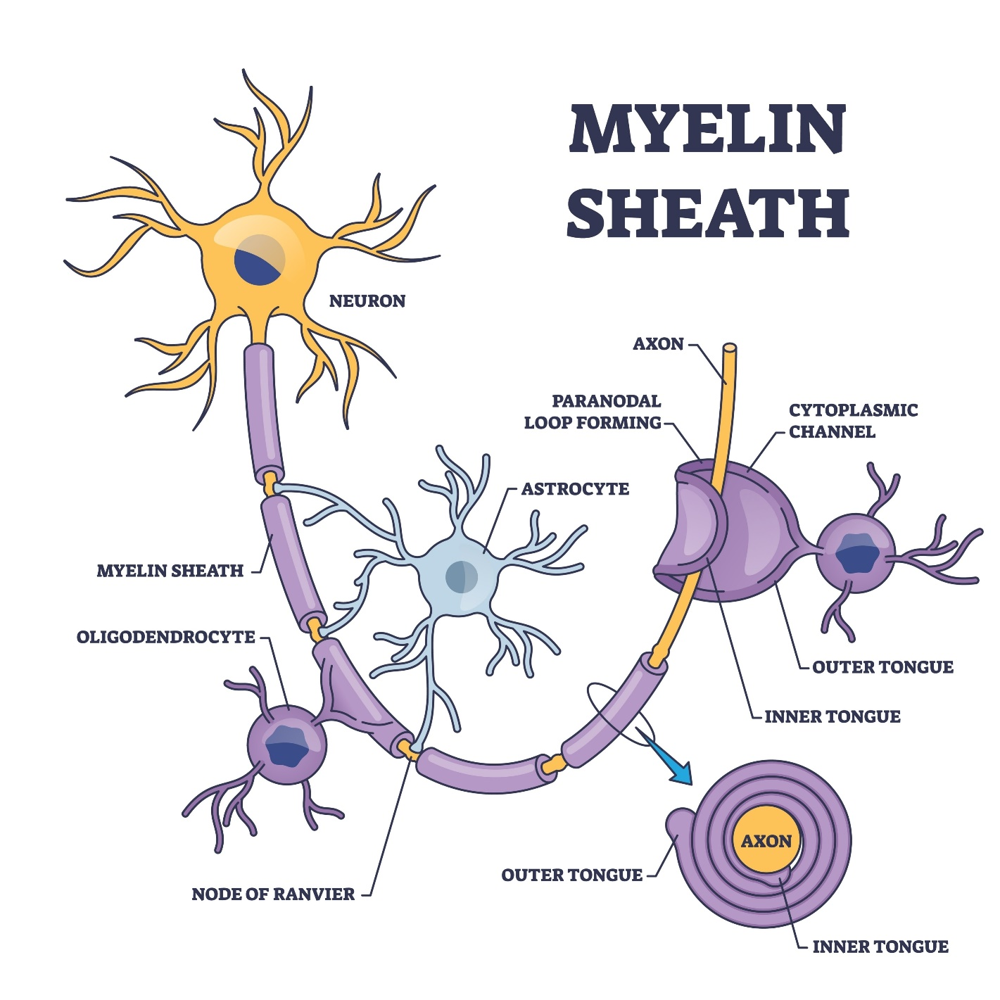 MYELIN
SHEATH
NEURON
AXON
PARANODAL
LOOP FORMING
CYTOPLASMIC
CHANNEL
ASTROCYTE
MYELIN SHEATH
OLIGODENDROCYTE
OUTER TONGUE
INNER TONGUE
AXON
OUTER TONGUE
NODE OF RANVIER
INNER TONGUE